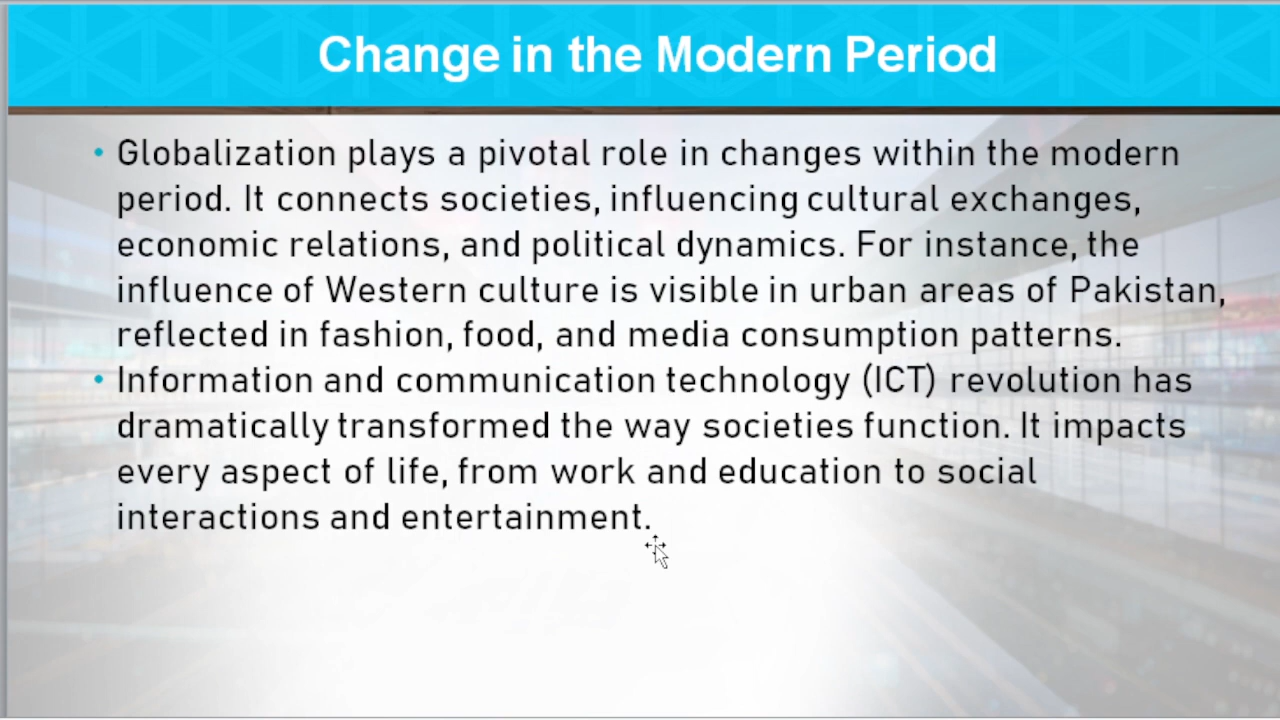 Change in the Modern Period
• Globalization plays a pivotal role in changes within the modern
period. It connects societies, influencing cultural exchanges,
economic relations, and political dynamics. For instance, the
influence of Western culture is visible in urban areas of Pakistan,
reflected in fashion, food, and media consumption patterns.
• Information and communication technology (ICT) revolution has
dramatically transformed the way societies function. It impacts
every aspect of life, from work and education to social
interactions and entertainment.